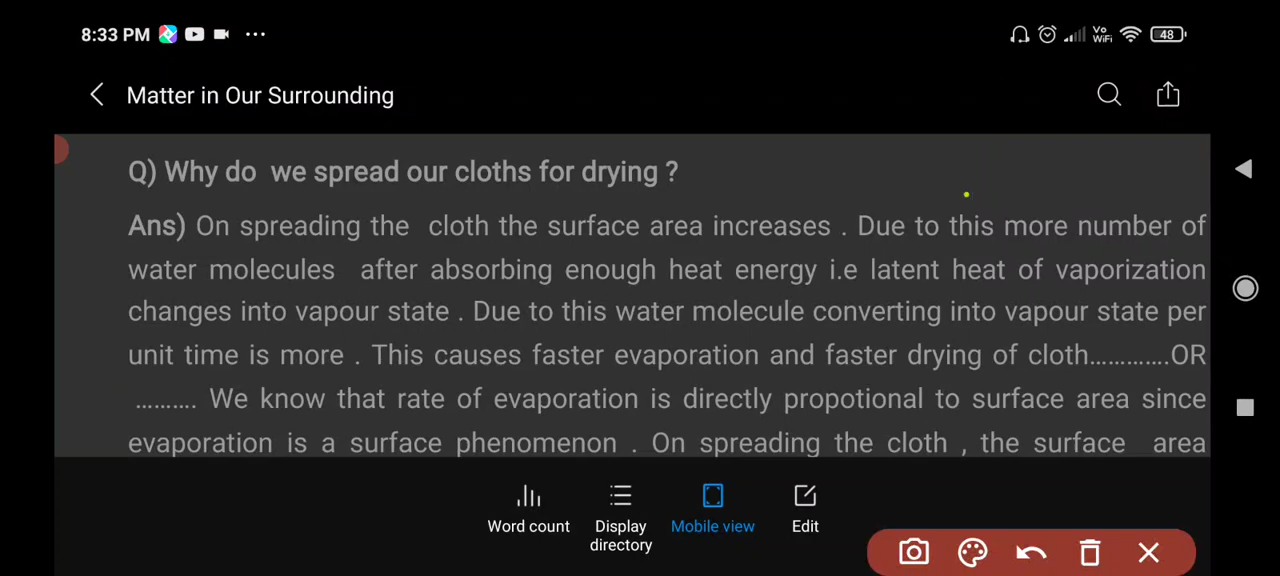 8:33 PM
Vo WiFi
48
Matter in Our Surrounding
Q) Why do we spread our cloths for drying ?
Ans) On spreading the cloth the surface area increases . Due to this more number of
water molecules after absorbing enough heat energy i.e latent heat of vaporization
changes into vapour state . Due to this water molecule converting into vapour state per
unit time is more . This causes faster evaporation and faster drying of cloth………….OR
………. We know that rate of evaporation is directly propotional to surface area since
evaporation is a surface phenomenon . On spreading the cloth , the surface area
Word count
Display
directory
Mobile view
Edit